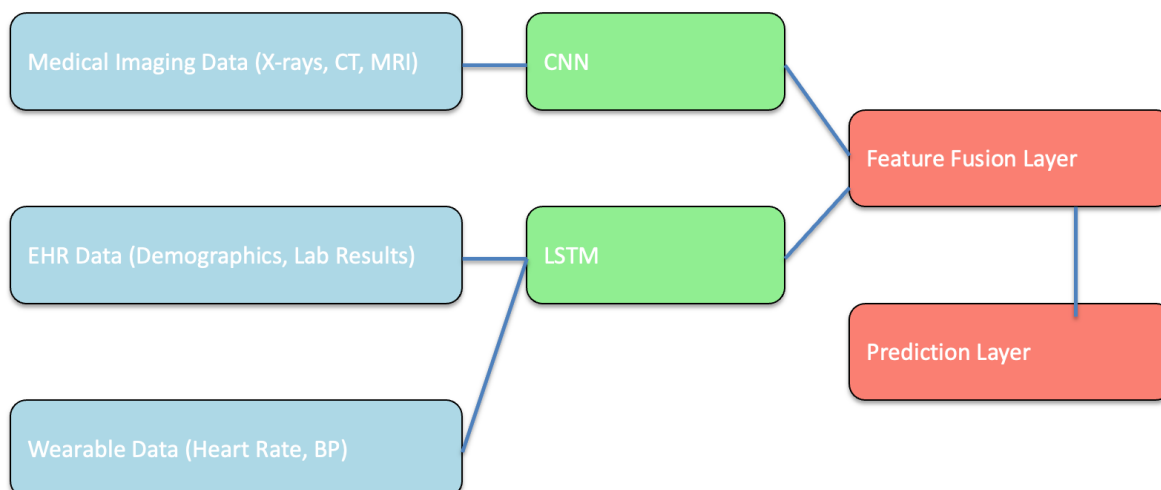 Medical Imaging Data (X-rays, CT, MRI)
CNN
Feature Fusion Layer
EHR Data (Demographics, Lab Results)
LSTM
Prediction Layer
Wearable Data (Heart Rate, BP)